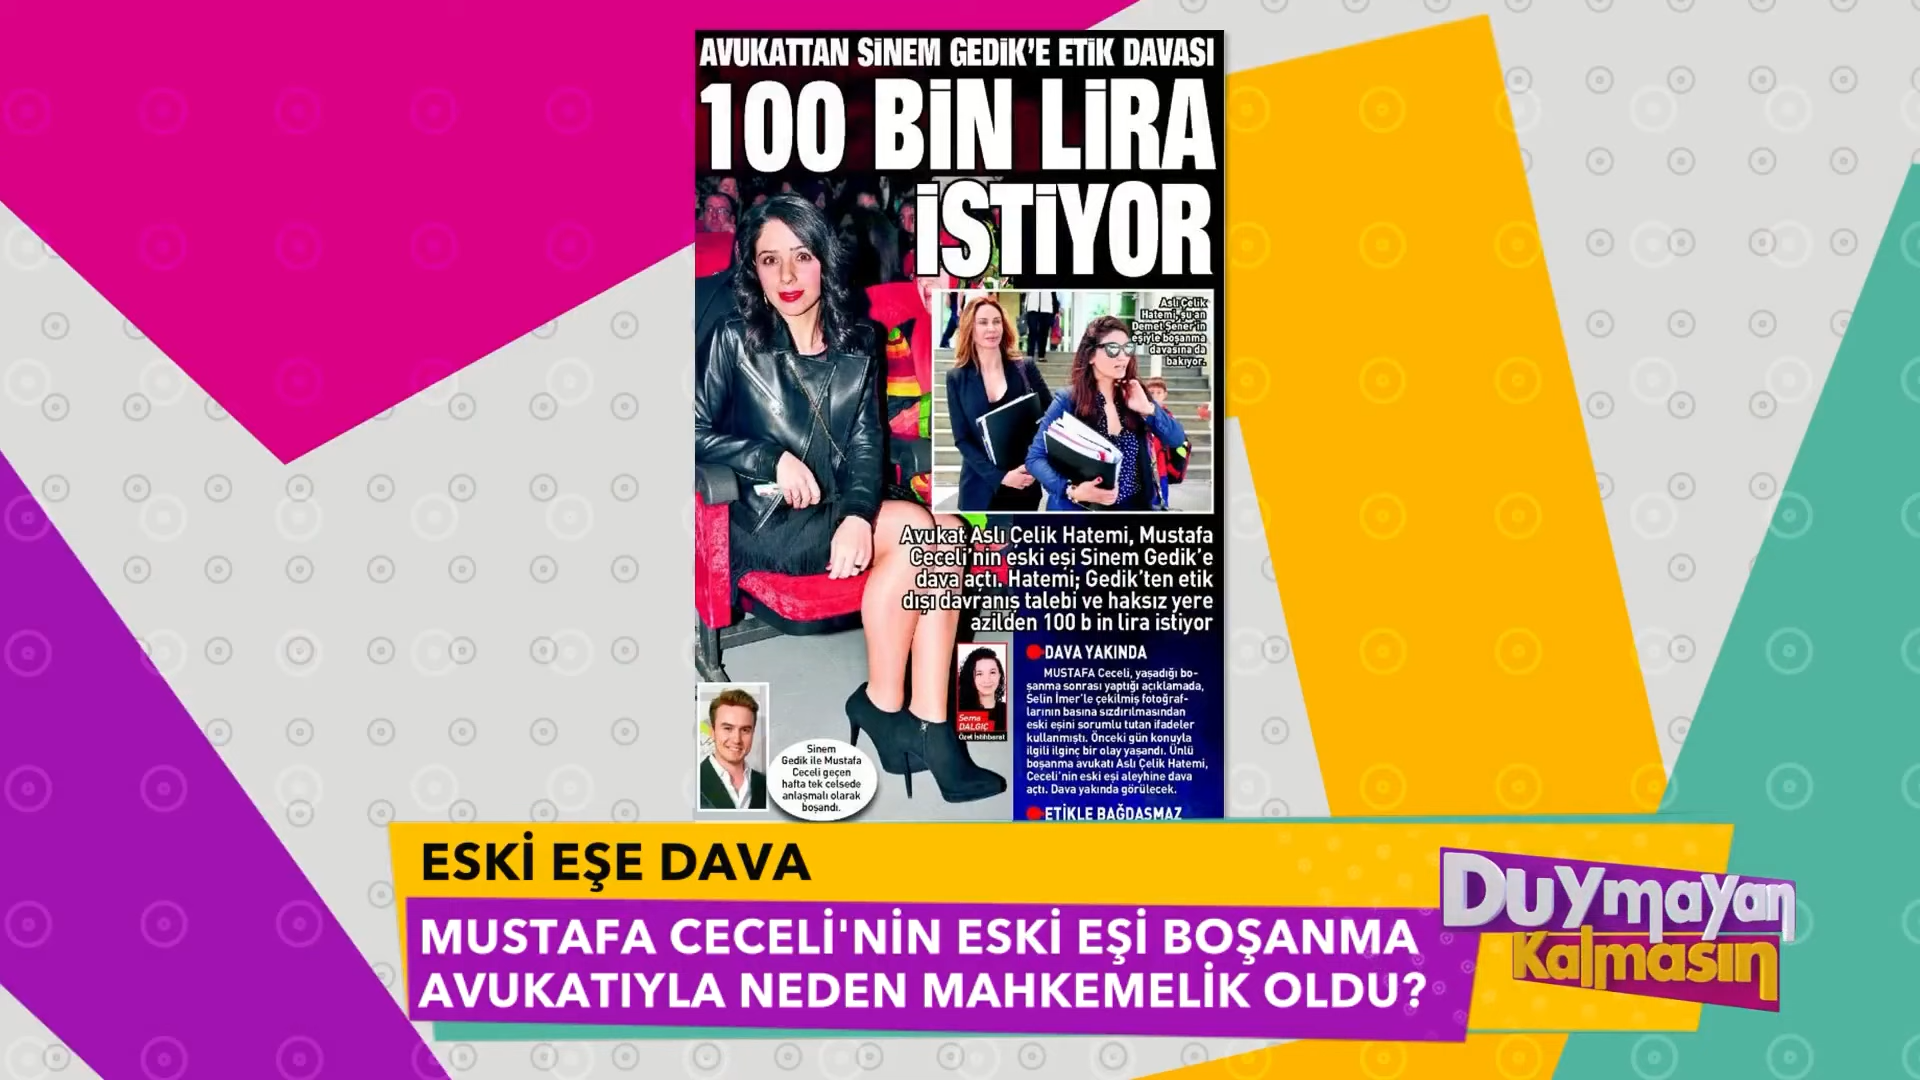 AVUKATTAN SİNEM GEDİK'E ETİK DAVASI
100 BİN LİRA
İSTİYOR
Aslı Çelik
Hatemi, şu an
Demet Şener'in
eşiyle boşanma
davasına da
bakıyor.
Avukat Aslı Çelik Hatemi, Mustafa
Ceceli'nin eski eşi Sinem Gedik'e
dava açtı. Hatemi; Gedik'ten etik
dışı davranış talebi ve haksız yere
azilden 100 b in lira istiyor
DAVA YAKINDA
MUSTAFA Ceceli, yaşadığı bo-
şanma sonrası yaptığı açıklamada,
Selin İmer'le çekilmiş fotoğraf-
larının basına sızdırılmasından
eski eşini sorumlu tutan ifadeler
kullanmıştı. Önceki gün konuyla
ilgili ilginç bir olay yaşandı. Ünlü
boşanma avukatı Aslı Çelik Hatemi,
Ceceli'nin eski eşi aleyhine dava
açtı. Dava yakında görülecek.
ETİKLE BAĞDAŞMAZ
Sema
DALGIÇ
Özel İstihbarat
Sinem
Gedik ile Mustafa
Ceceli geçen
hafta tek celsede
anlaşmalı olarak
boşandı.
ESKİ EŞE DAVA
MUSTAFA CECELİ'NİN ESKİ EŞİ BOŞANMA
AVUKATIYLA NEDEN MAHKEMELİK OLDU?
Duymayan
Kalmasın